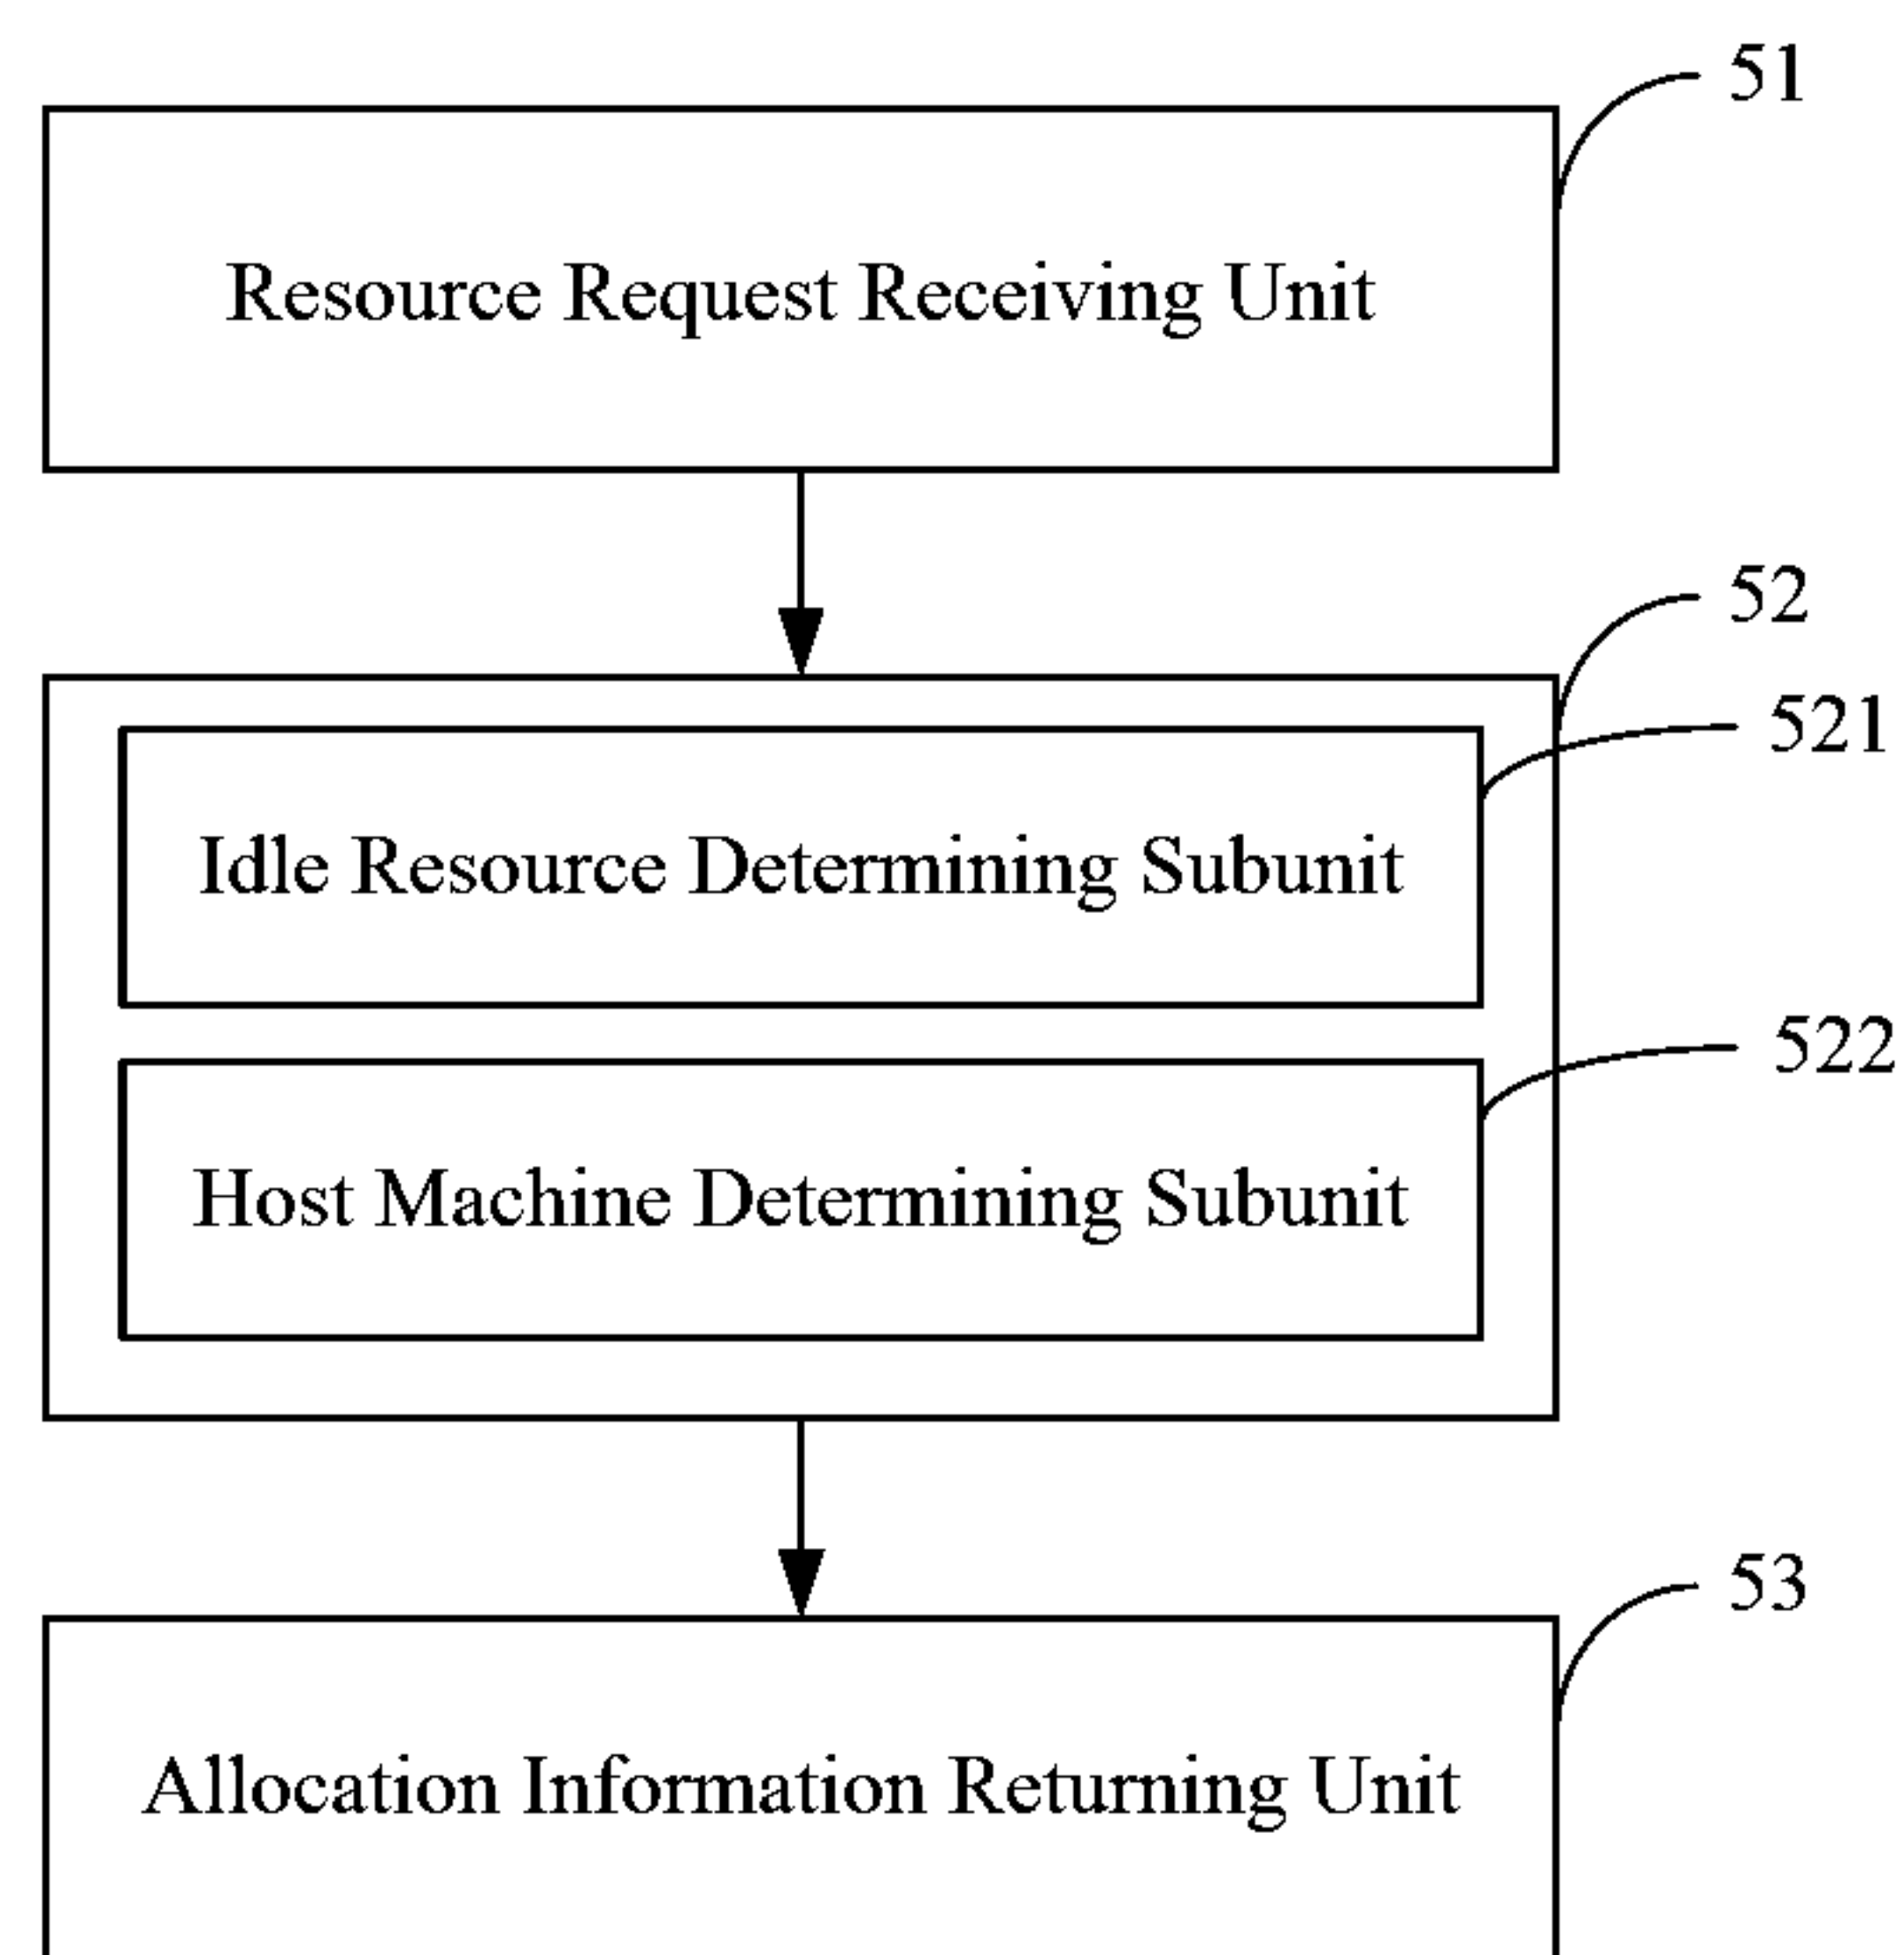 51
Resource Request Receiving Unit
52
521
Idle Resource Determining Subunit
522
Host Machine Determining Subunit
53
Allocation Information Returning Unit